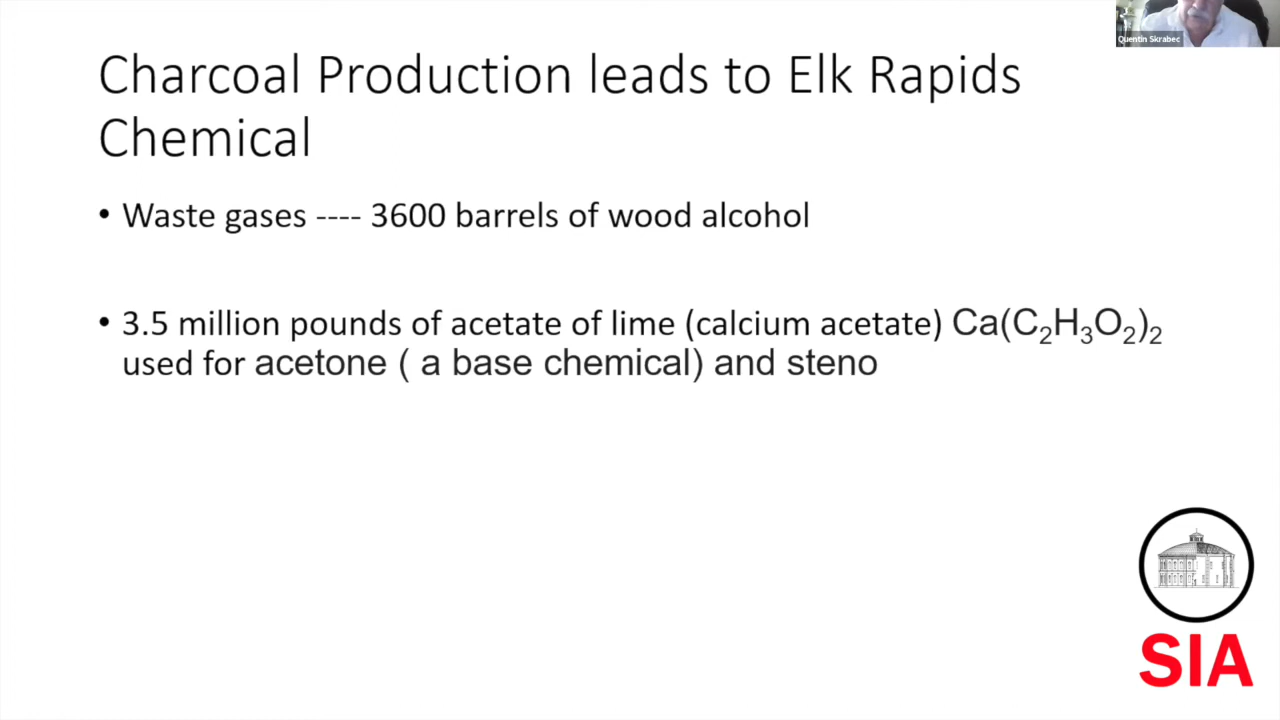 Quentin Skrabec
Charcoal Production leads to Elk Rapids
Chemical
• Waste gases ---- 3600 barrels of wood alcohol
• 3.5 million pounds of acetate of lime (calcium acetate) Ca(C₂H₃O₂)₂
used for acetone ( a base chemical) and steno
SIA